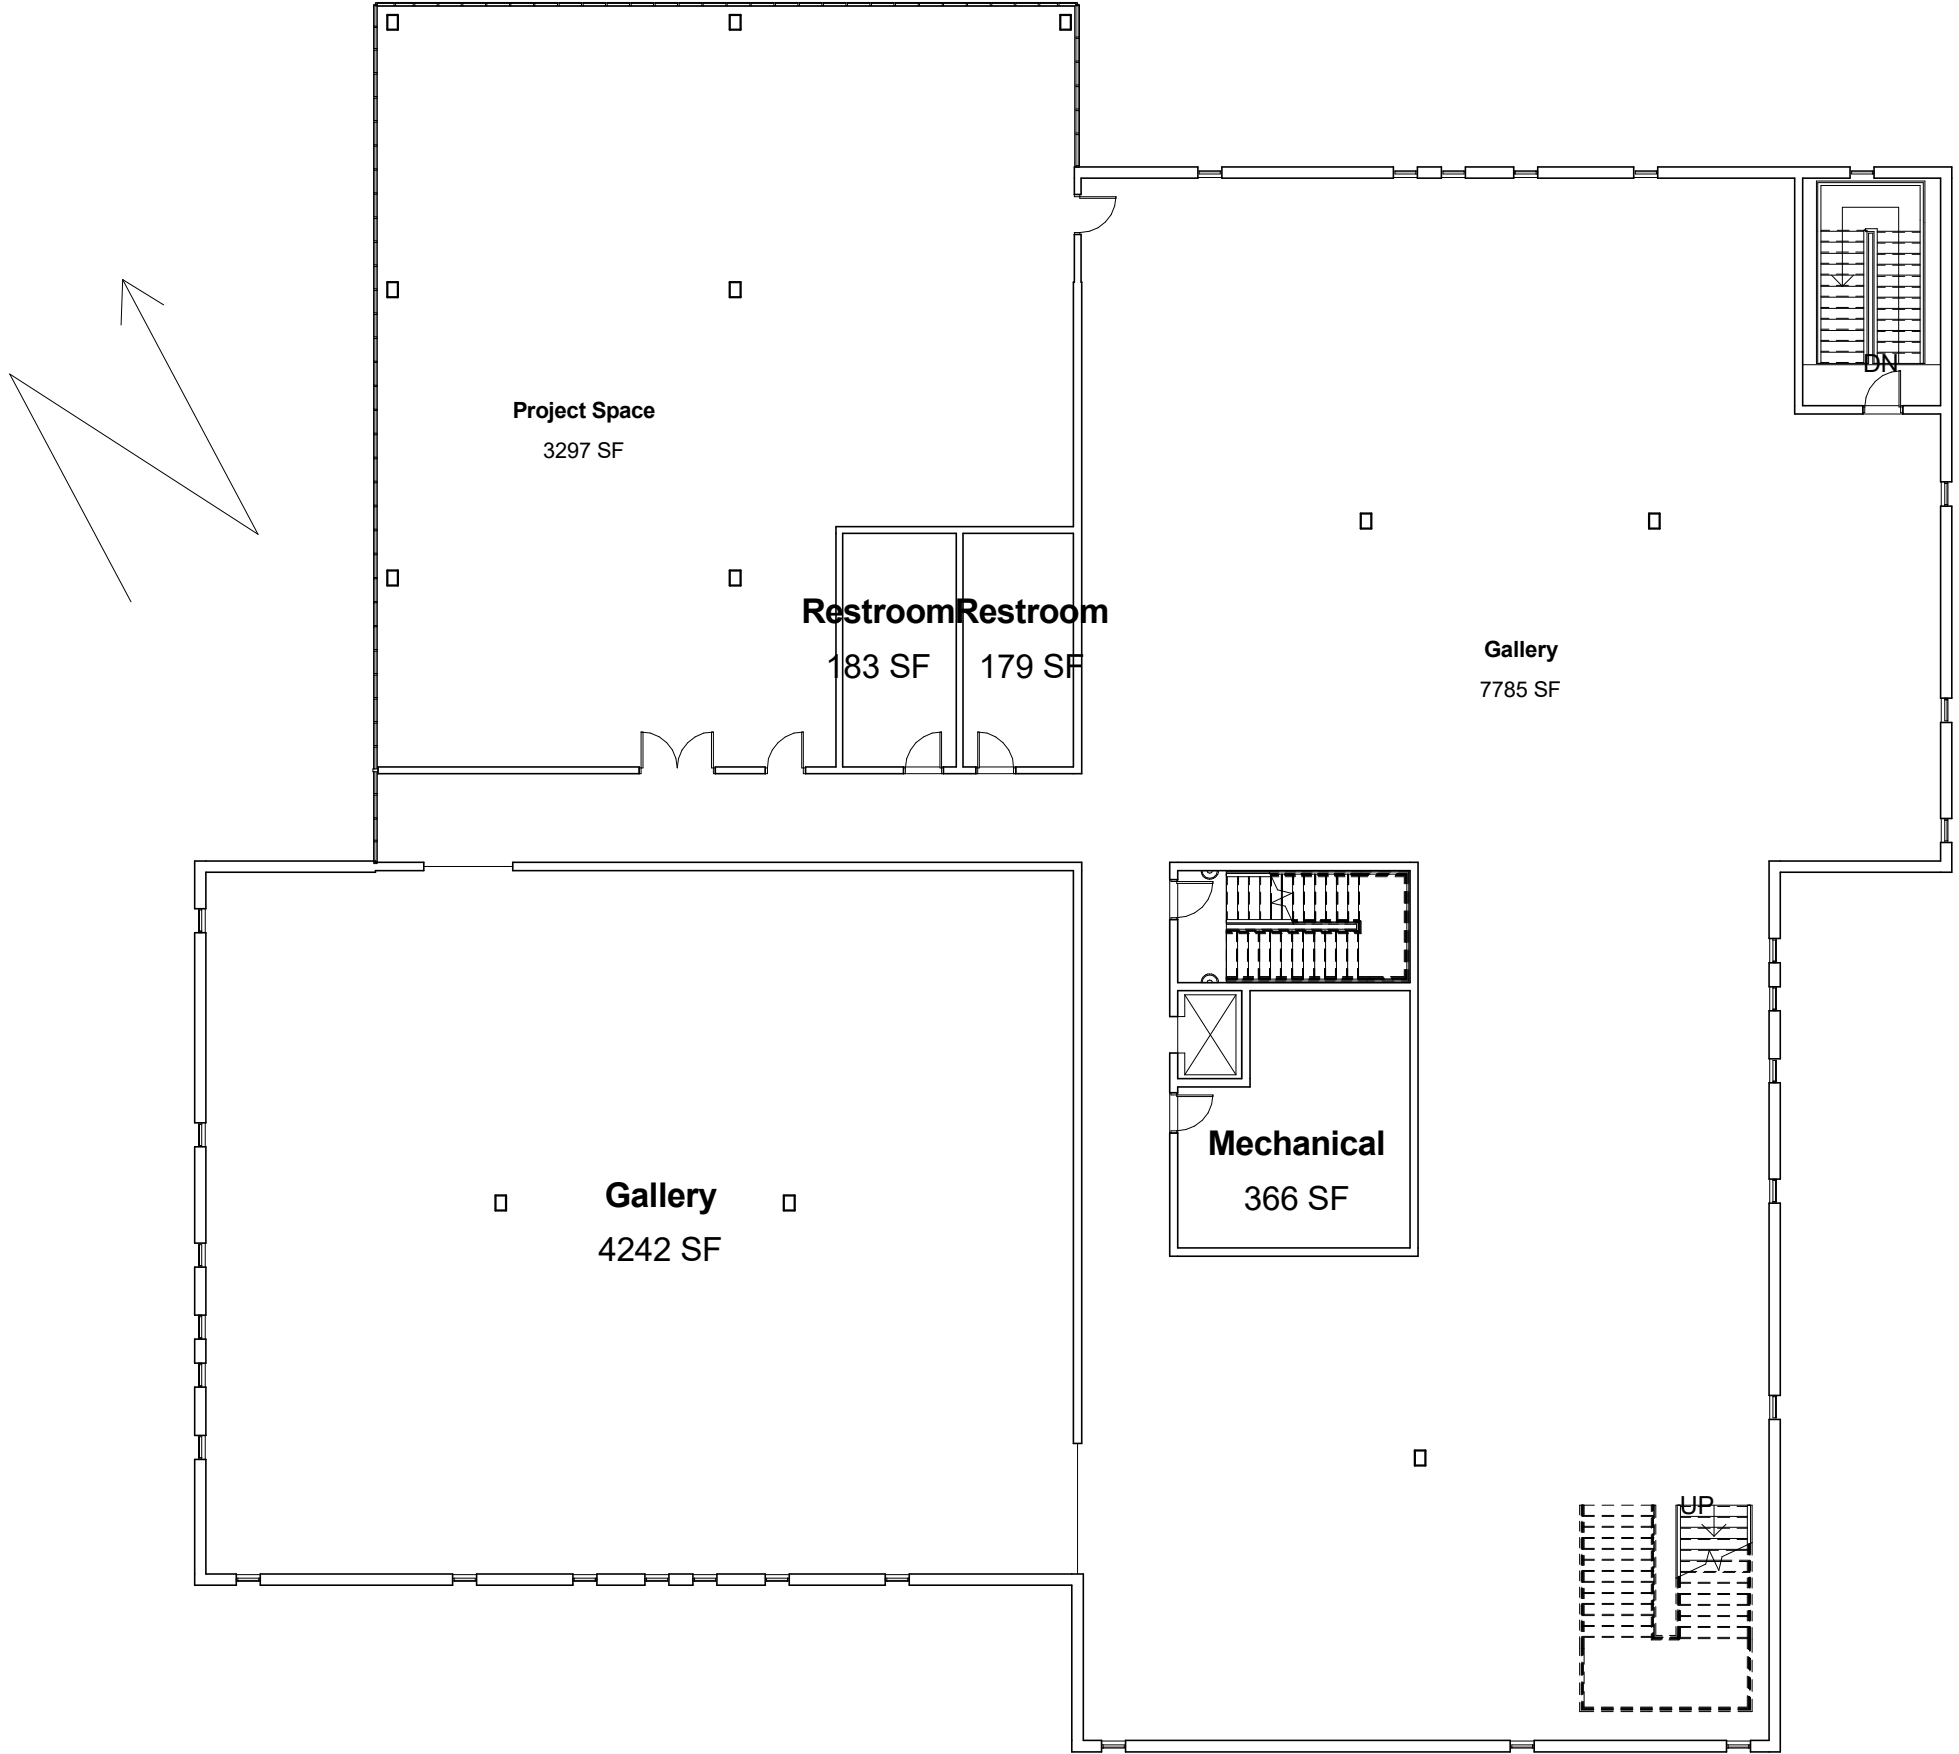 DN
Project Space
3297 SF
Restroom
183 SF
Restroom
179 SF
Gallery
7785 SF
Mechanical
366 SF
Gallery
4242 SF
UP